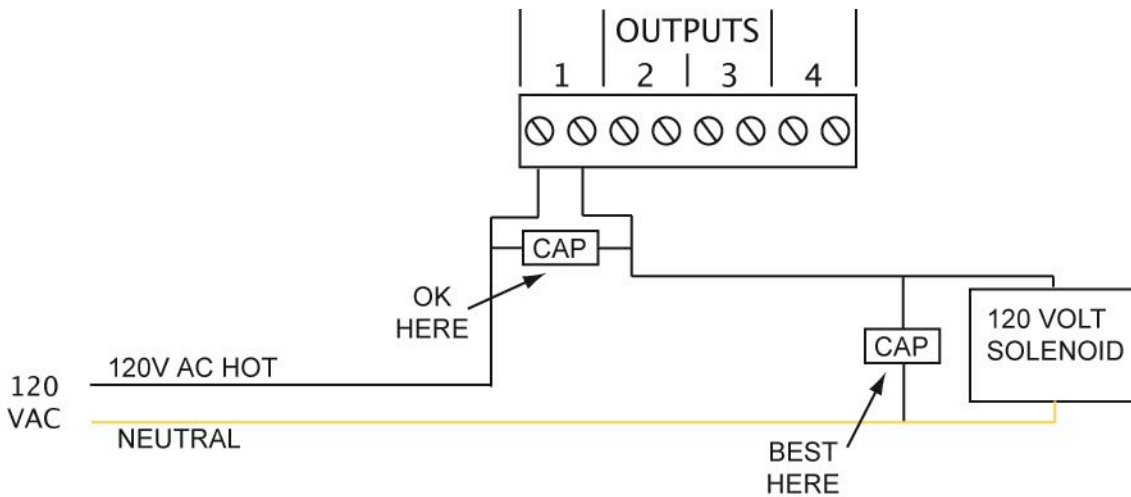 OUTPUTS
1 2 3 4
CAP
OK
HERE
120V AC HOT
120
VAC
NEUTRAL
CAP
120 VOLT
SOLENOID
BEST
HERE